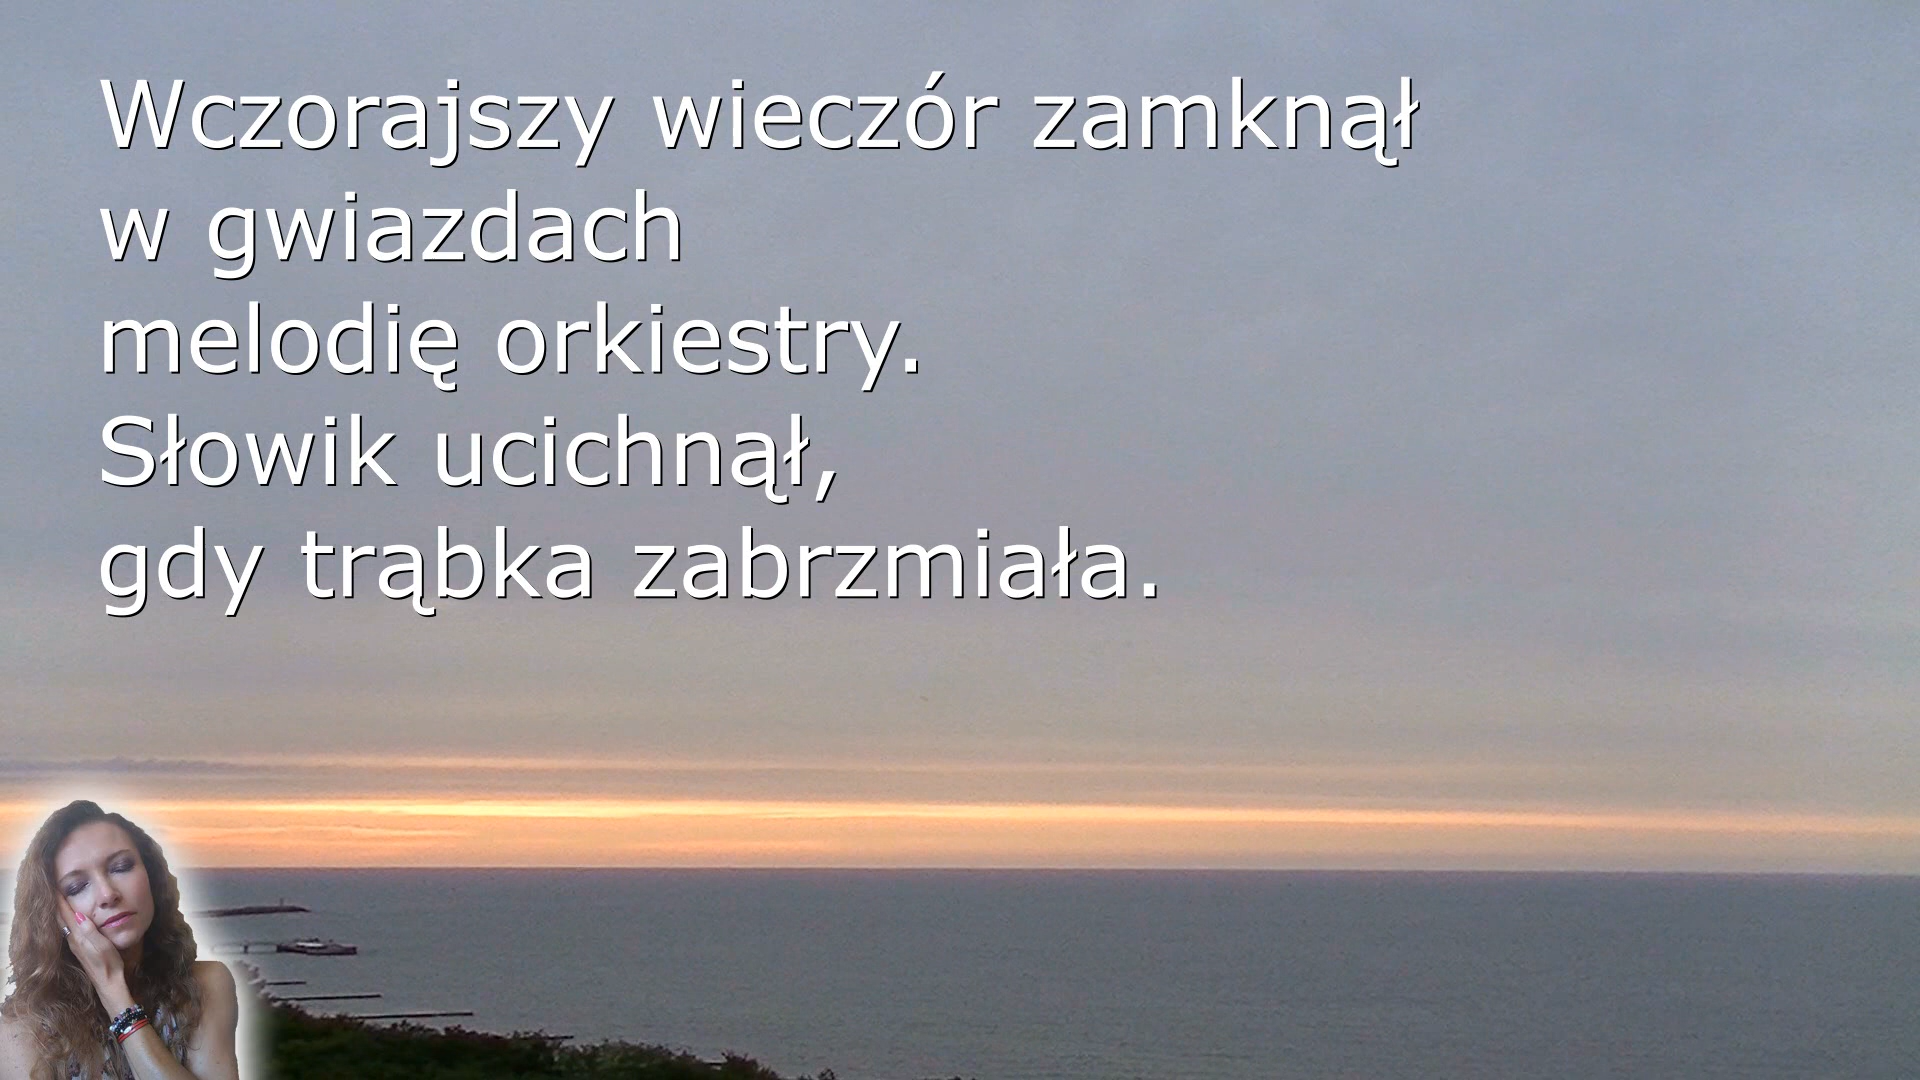 Wczorajszy wieczór zamknął
w gwiazdach
melodię orkiestry.
Słowik ucichnął,
gdy trąbka zabrzmiała.